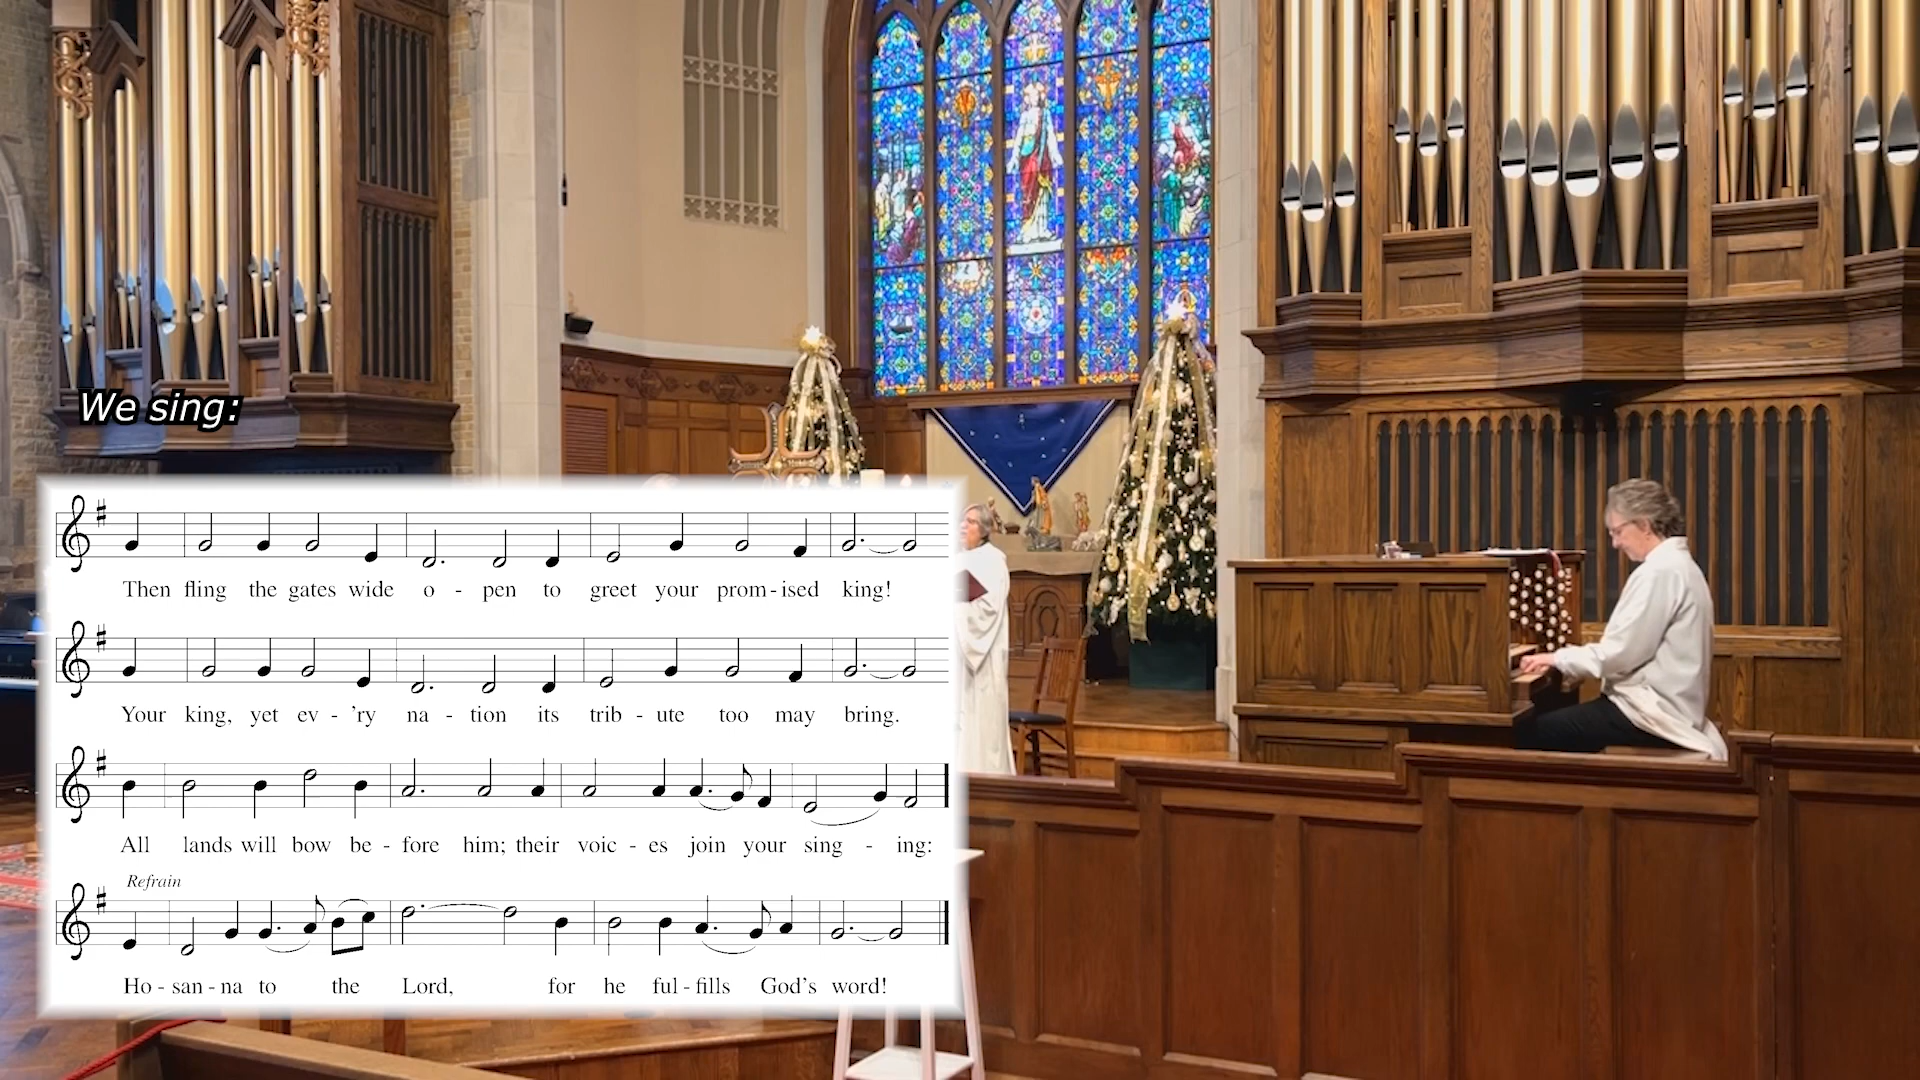 We sing:
Then fling the gates wide o - pen to greet your prom - ised king!
Your king, yet ev - 'ry na - tion its trib - ute too may bring.
All lands will bow be - fore him; their voic - es join your sing - ing:
Refrain
Ho - san - na to the Lord, for he ful - fills God's word!